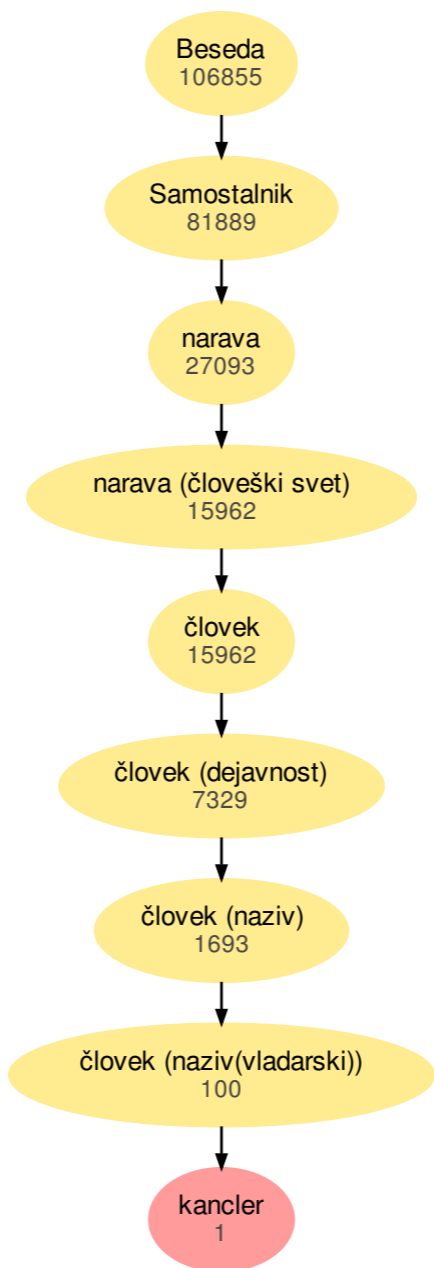 Beseda
106855
Samostalnik
81889
narava
27093
narava (človeški svet)
15962
človek
15962
človek (dejavnost)
7329
človek (naziv)
1693
človek (naziv(vladarski))
100
kancler
1